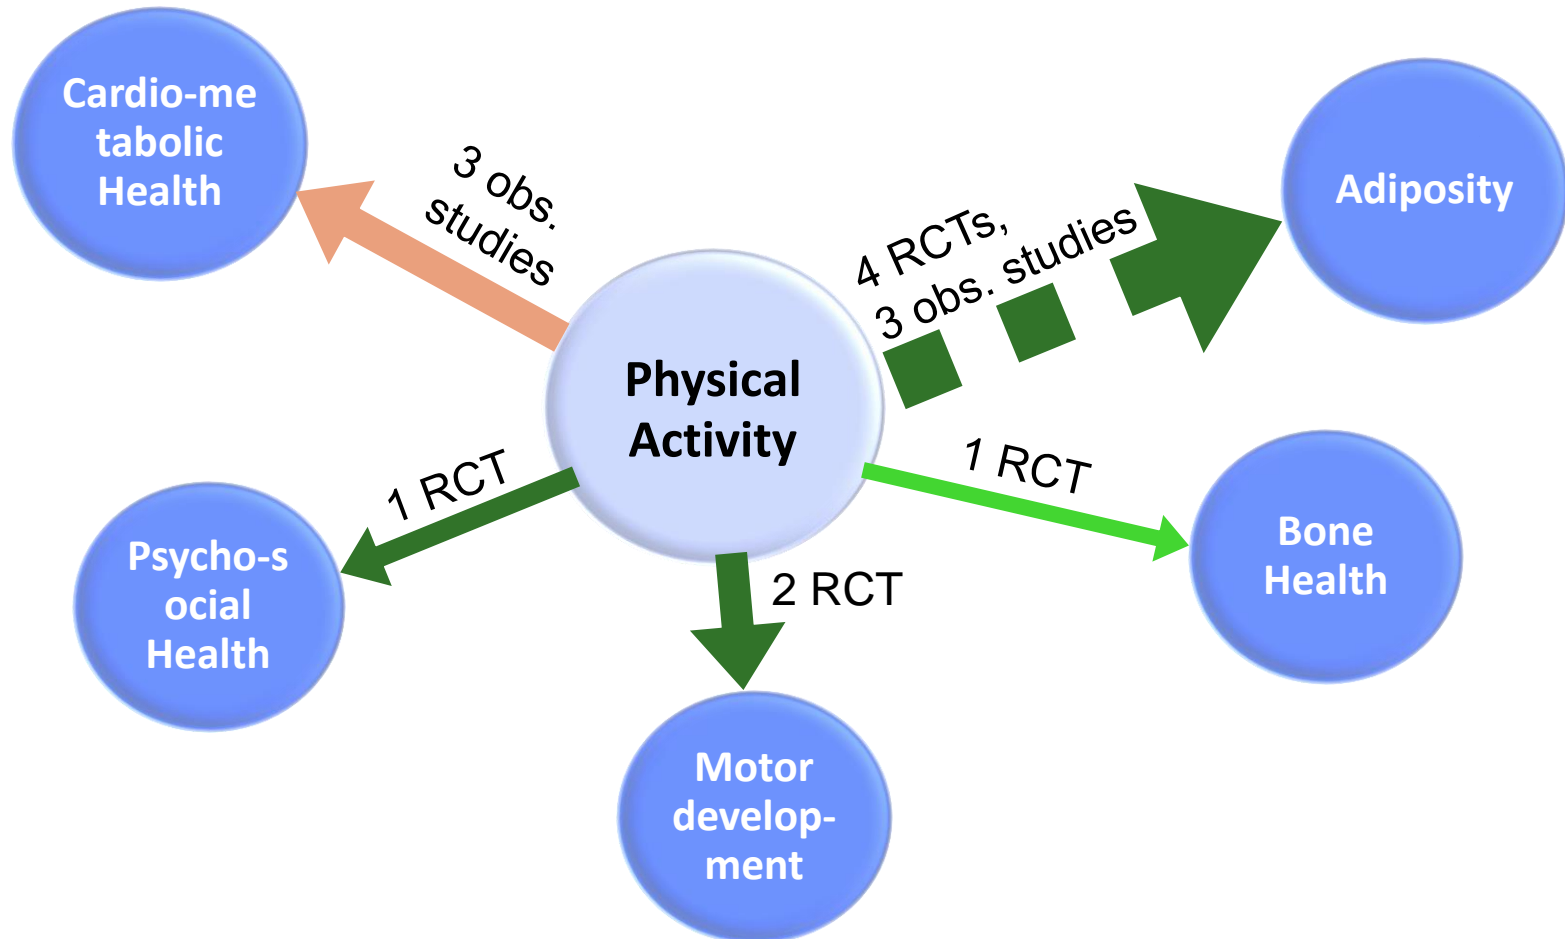 Cardio-me
tabolic
Health
3 obs.
studies
4 RCTs,
3 obs. studies
Adiposity
Physical
Activity
1 RCT
1 RCT
Psycho-s
ocial
Health
2 RCT
Bone
Health
Motor
develop-
ment